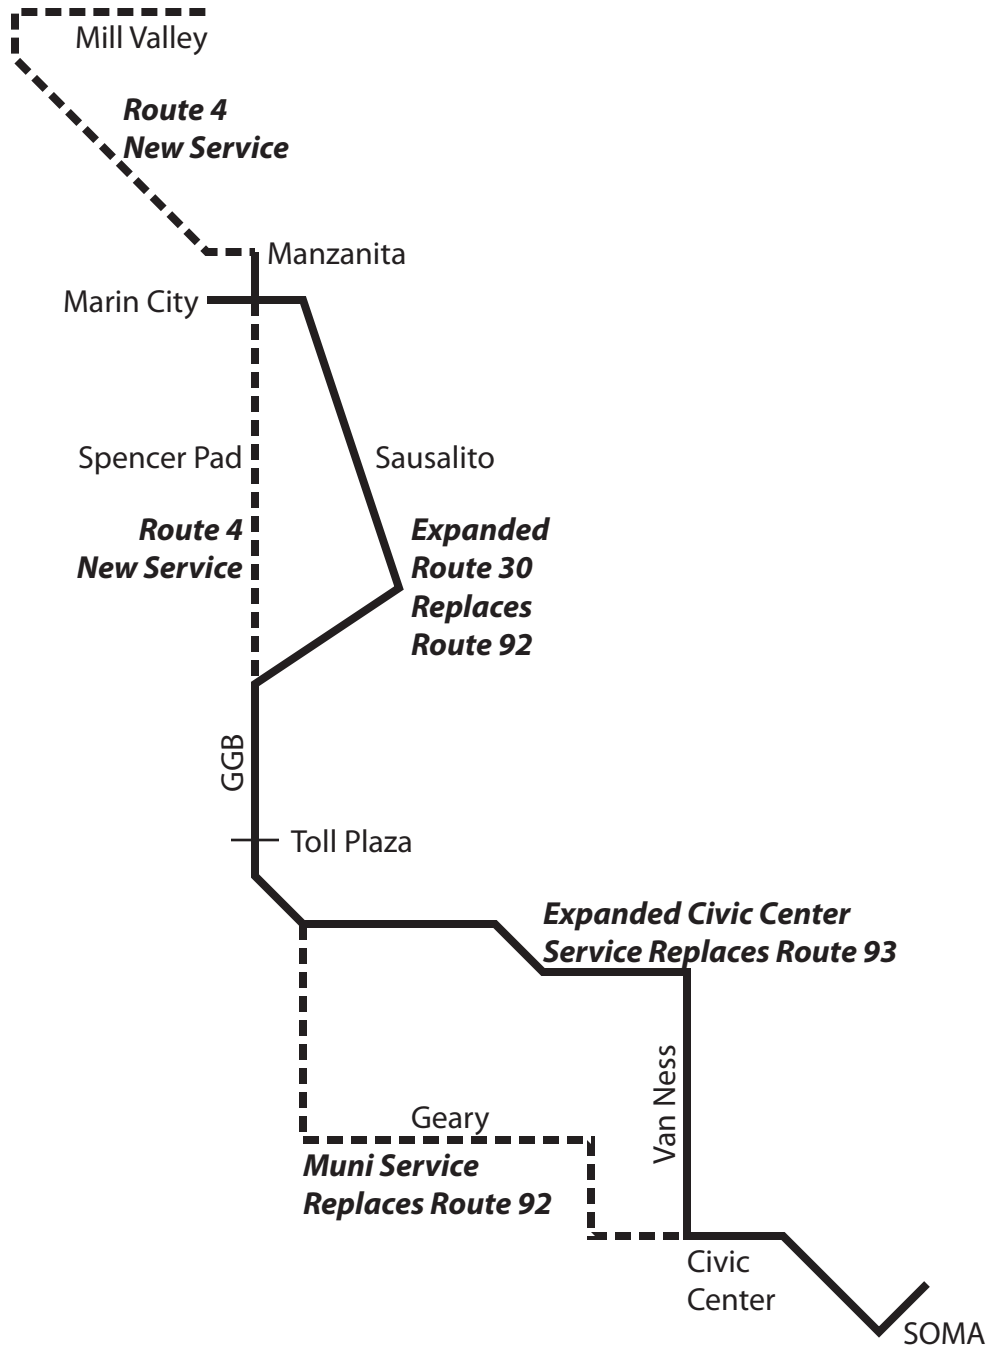 Mill Valley
Route 4
New Service
Manzanita
Marin City
Spencer Pad
Sausalito
Route 4
New Service
Expanded
Route 30
Replaces
Route 92
GGB
Toll Plaza
Expanded Civic Center
Service Replaces Route 93
Van Ness
Geary
Muni Service
Replaces Route 92
Civic
Center
SOMA